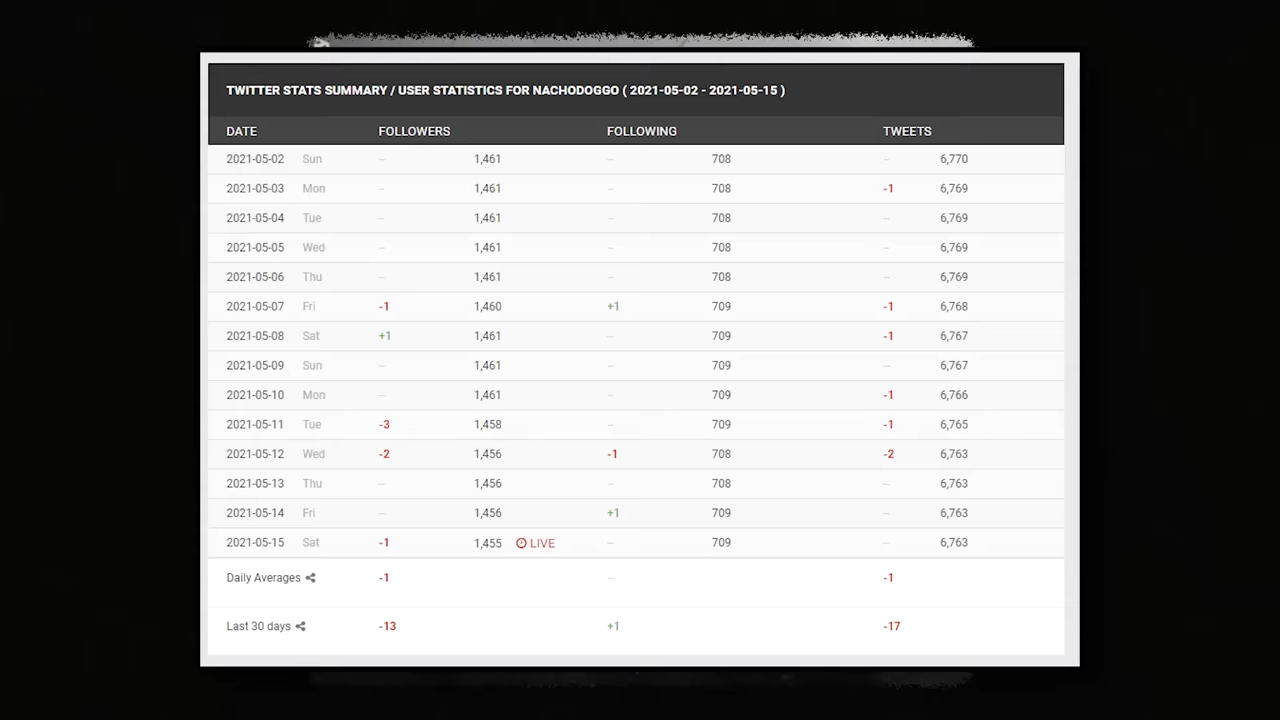 TWITTER STATS SUMMARY / USER STATISTICS FOR NACHODOGGO ( 2021-05-02 - 2021-05-15 )
DATE FOLLOWERS FOLLOWING TWEETS
2021-05-02 Sun -- 1,461 -- 708 -- 6,770
2021-05-03 Mon -- 1,461 -- 708 -1 6,769
2021-05-04 Tue -- 1,461 -- 708 -- 6,769
2021-05-05 Wed -- 1,461 -- 708 -- 6,769
2021-05-06 Thu -- 1,461 -- 708 -- 6,769
2021-05-07 Fri -1 1,460 +1 709 -1 6,768
2021-05-08 Sat +1 1,461 -- 709 -1 6,767
2021-05-09 Sun -- 1,461 -- 709 -- 6,767
2021-05-10 Mon -- 1,461 -- 709 -1 6,766
2021-05-11 Tue -3 1,458 -- 709 -1 6,765
2021-05-12 Wed -2 1,456 -1 708 -2 6,763
2021-05-13 Thu -- 1,456 -- 708 -- 6,763
2021-05-14 Fri -- 1,456 +1 709 -- 6,763
2021-05-15 Sat -1 1,455 LIVE -- 709 -- 6,763
Daily Averages -1 -- -1
Last 30 days -13 +1 -17